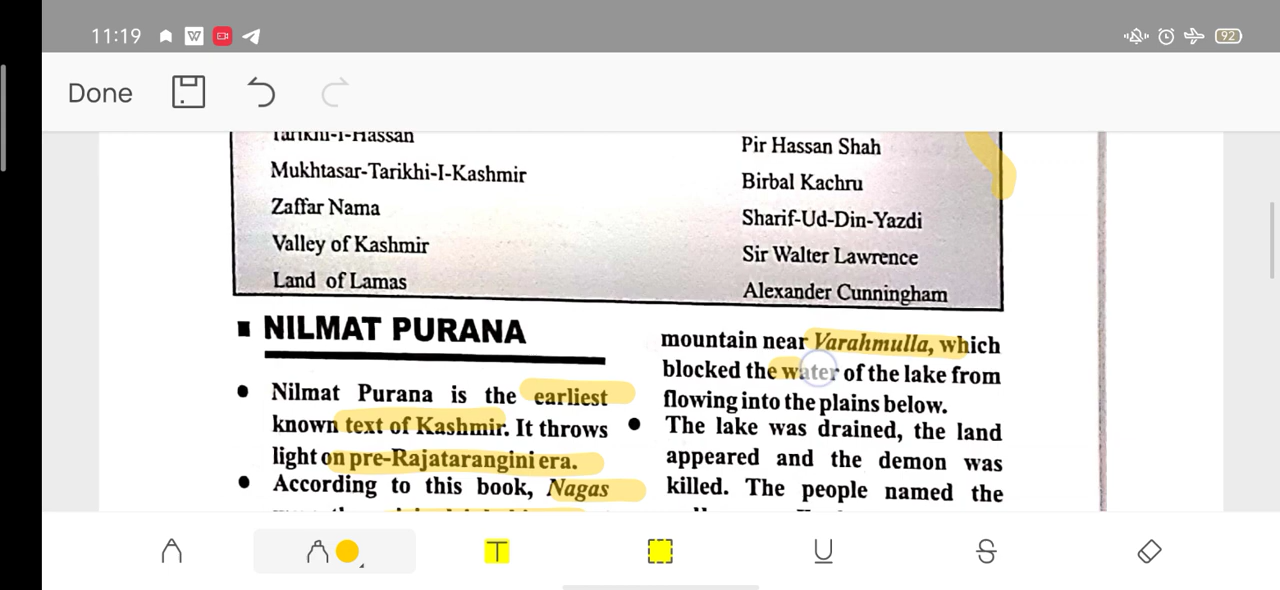 11:19
92
Done
Tarikhi-I-Hassan
Pir Hassan Shah
Mukhtasar-Tarikhi-I-Kashmir
Birbal Kachru
Zaffar Nama
Sharif-Ud-Din-Yazdi
Valley of Kashmir
Sir Walter Lawrence
Land of Lamas
Alexander Cunningham
NILMAT PURANA
• Nilmat Purana is the earliest
known text of Kashmir. It throws
light on pre-Rajatarangini era.
• According to this book, Nagas
mountain near Varahmulla, which
blocked the water of the lake from
flowing into the plains below.
• The lake was drained, the land
appeared and the demon was
killed. The people named the
T
U
S